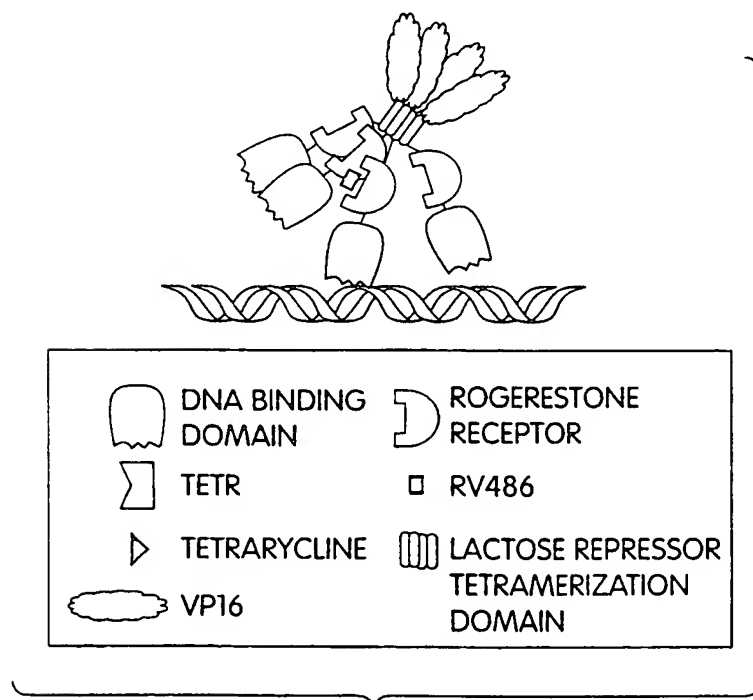 DNA BINDING
DOMAIN
ROGERESTONE
RECEPTOR
TETR
RV486
TETRARYCLINE
LACTOSE REPRESSOR
TETRAMERIZATION
DOMAIN
VP16